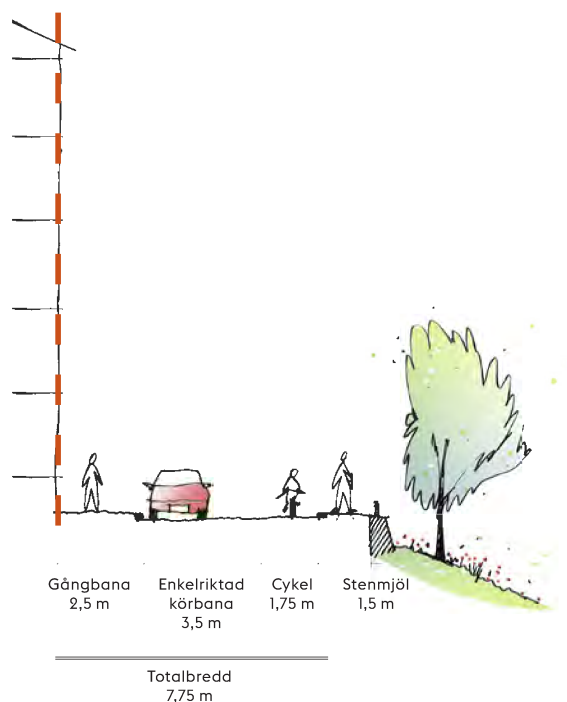 Gångbana
2,5 m
Enkelriktad
körbana
3,5 m
Cykel
1,75 m
Stenmjöl
1,5 m
Totalbredd
7,75 m